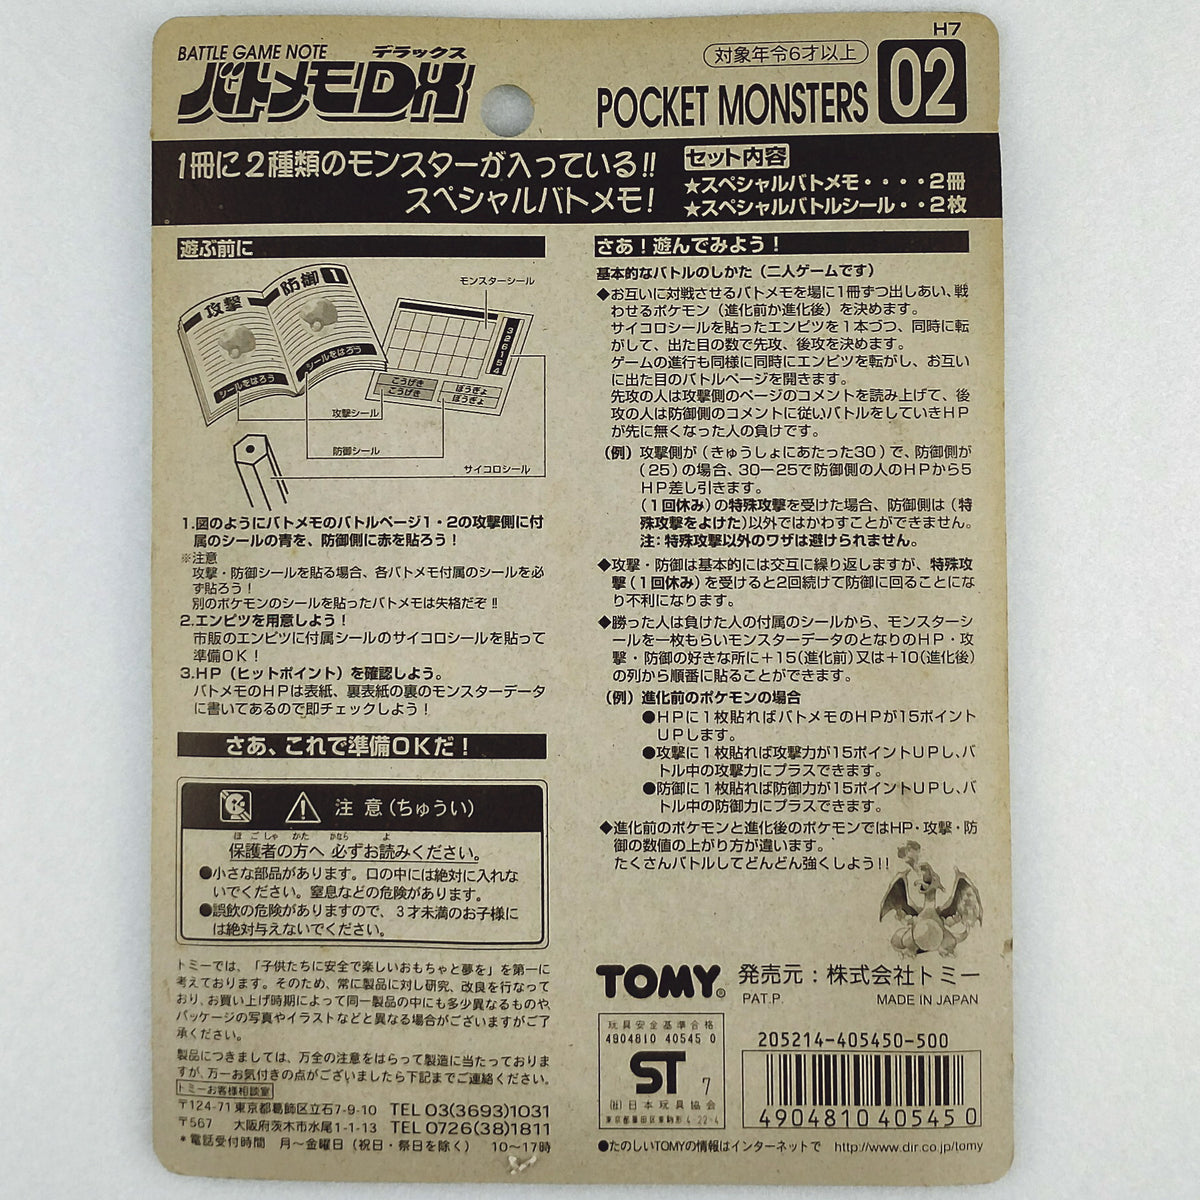 H7
BATTLE GAME NOTE デラックス
バトメモDX
対象年令6才以上
POCKET MONSTERS 02
1冊に2種類のモンスターが入っている!!
スペシャルバトメモ!
セット内容
★スペシャルバトメモ・・・・2冊
★スペシャルバトルシール・・2枚
遊ぶ前に
攻撃
防御1
シールをはろう
シールをはろう
モンスターシール
3
2
6
1
5
4
こうげき
こうげき
ぼうぎょ
ぼうぎょ
攻撃シール
防御シール
サイコロシール
1.図のようにバトメモのバトルページ1・2の攻撃側に付
属のシールの青を、防御側に赤を貼ろう!
※注意
攻撃・防御シールを貼る場合、各バトメモ付属のシールを必
ず貼ろう!
別のポケモンのシールを貼ったバトメモは失格だぞ!!
2.エンピツを用意しよう!
市販のエンピツに付属シールのサイコロシールを貼って
準備OK!
3.HP(ヒットポイント)を確認しよう。
バトメモのHPは表紙、裏表紙の裏のモンスターデータ
に書いてあるので即チェックしよう!
さあ、これで準備OKだ!
注意(ちゅうい)
ほごしゃ かた かなら よ
保護者の方へ 必ずお読みください。
●小さな部品があります。口の中には絶対に入れな
いでください。窒息などの危険があります。
●誤飲の危険がありますので、3才未満のお子様に
は絶対与えないでください。
トミーでは、「子供たちに安全で楽しいおもちゃと夢を」を第一に
考えております。そのため、常に製品に対し研究、改良を行なって
おり、お買い上げ時期によって同一製品の中にも多少異なるものや、
パッケージの写真やイラストなどと異なる場合がございますがご了
承ください。
製品につきましては、万全の注意をはらって製造に当たっておりま
すが、万一お気付きの点がございましたら下記までご連絡ください。
トミーお客様相談室
〒124-71 東京都葛飾区立石7-9-10 TEL 03(3693)1031
〒567 大阪府茨木市水尾1-1-13 TEL 0726(38)1811
*電話受付時間 月〜金曜日(祝日・祭日を除く) 10〜17時
さあ!遊んでみよう!
基本的なバトルのしかた(二人ゲームです)
◆お互いに対戦させるバトメモを場に1冊ずつ出しあい、戦
わせるポケモン(進化前か進化後)を決めます。
サイコロシールを貼ったエンピツを1本づつ、同時に転
がして、出た目の数で先攻、後攻を決めます。
ゲームの進行も同様に同時にエンピツを転がし、お互い
に出た目のバトルページを開きます。
先攻の人は攻撃側のページのコメントを読み上げて、後
攻の人は防御側のコメントに従いバトルをしていきHP
が先に無くなった人の負けです。
(例)攻撃側が(きゅうしょにあたった30)で、防御側が
(25)の場合、30ー25で防御側の人のHPから5
HP差し引きます。
(1回休み)の特殊攻撃を受けた場合、防御側は(特
殊攻撃をよけた)以外ではかわすことができません。
注:特殊攻撃以外のワザは避けられません。
◆攻撃・防御は基本的には交互に繰り返しますが、特殊攻
撃(1回休み)を受けると2回続けて防御に回ることにな
り不利になります。
◆勝った人は負けた人の付属のシールから、モンスターシ
ールを一枚もらいモンスターデータのとなりのHP・攻
撃・防御の好きな所に+15(進化前)又は+10(進化後)
の列から順番に貼ることができます。
(例)進化前のポケモンの場合
●HPに1枚貼ればバトメモのHPが15ポイント
UPします。
●攻撃に1枚貼れば攻撃力が15ポイントUPし、バ
トル中の攻撃力にプラスできます。
●防御に1枚貼れば防御力が15ポイントUPし、バ
トル中の防御力にプラスできます。
◆進化前のポケモンと進化後のポケモンではHP・攻撃・防
御の数値の上がり方が違います。
たくさんバトルしてどんどん強くしよう!!
TOMY® 発売元:株式会社トミー
PAT.P. MADE IN JAPAN
玩具安全基準合格
4904810 40545 0
ST 7
(社)日本玩具協会
205214-405450-500
4904810405450
●たのしいTOMYの情報はインターネットで http://www.dir.co.jp/tomy